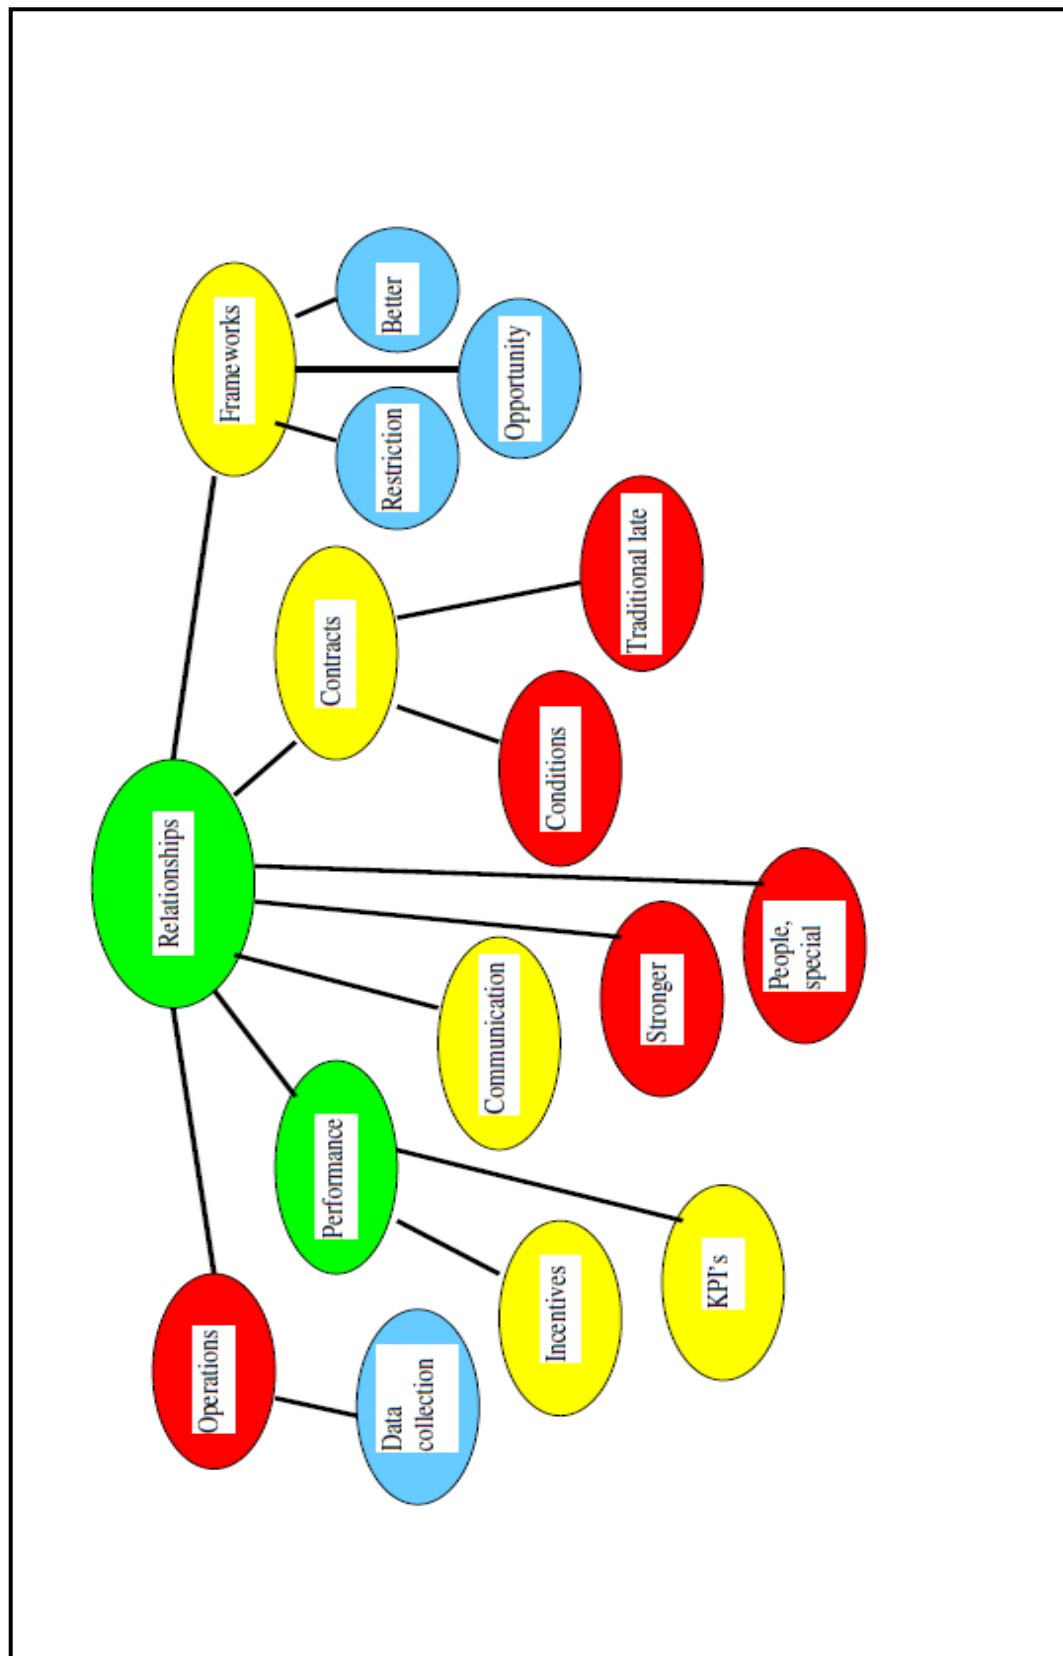 Relationships
Operations
Performance
Communication
Stronger
People,
special
Contracts
Frameworks
Data
collection
Incentives
KPI's
Conditions
Traditional late
Restriction
Opportunity
Better